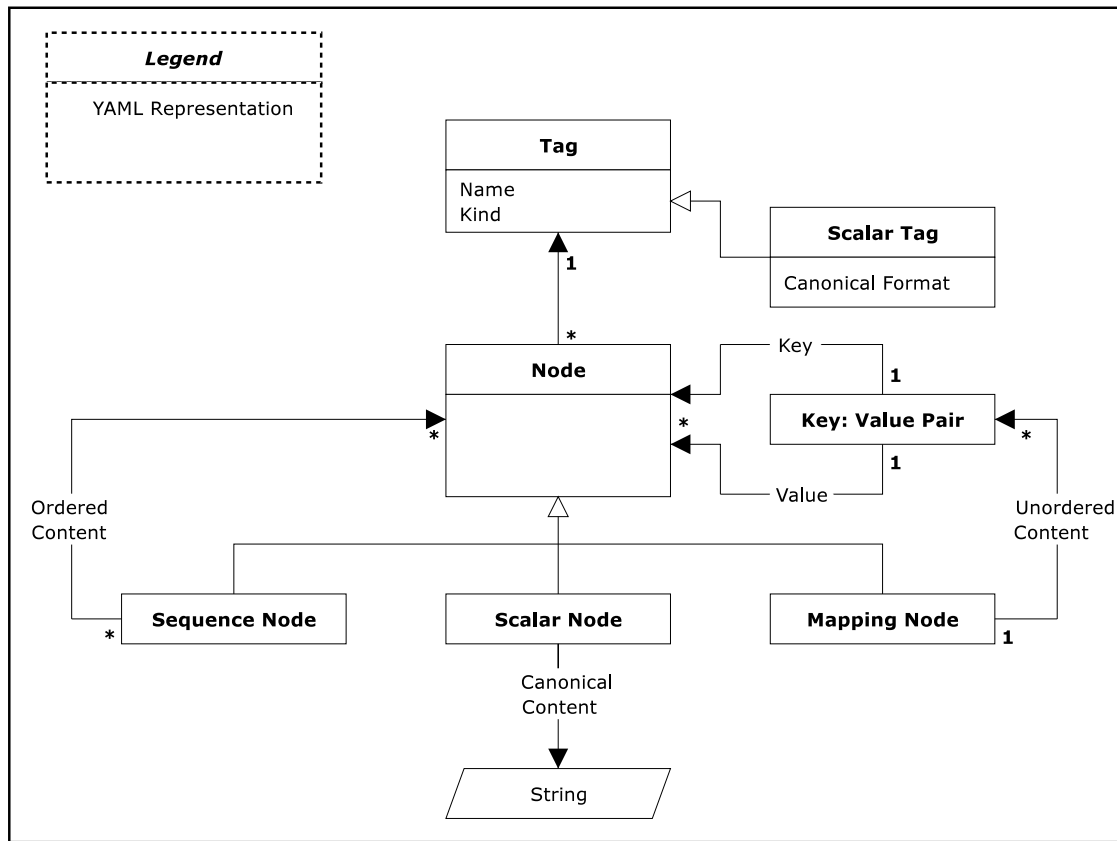 Legend
YAML Representation
Tag
Name
Kind
Scalar Tag
Canonical Format
1
*
Node
Key
1
Key: Value Pair
*
*
*
1
Value
Ordered
Content
Unordered
Content
Sequence Node
Scalar Node
Mapping Node
*
1
Canonical
Content
String